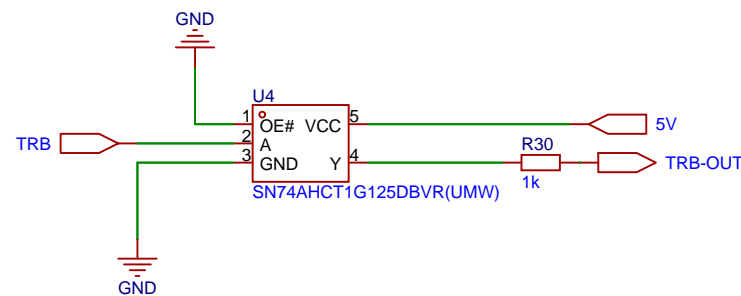 GND
U4
1 OE# VCC 5
5V
TRB
2 A
3 GND Y 4
R30
1k
TRB-OUT
SN74AHCT1G125DBVR(UMW)
GND